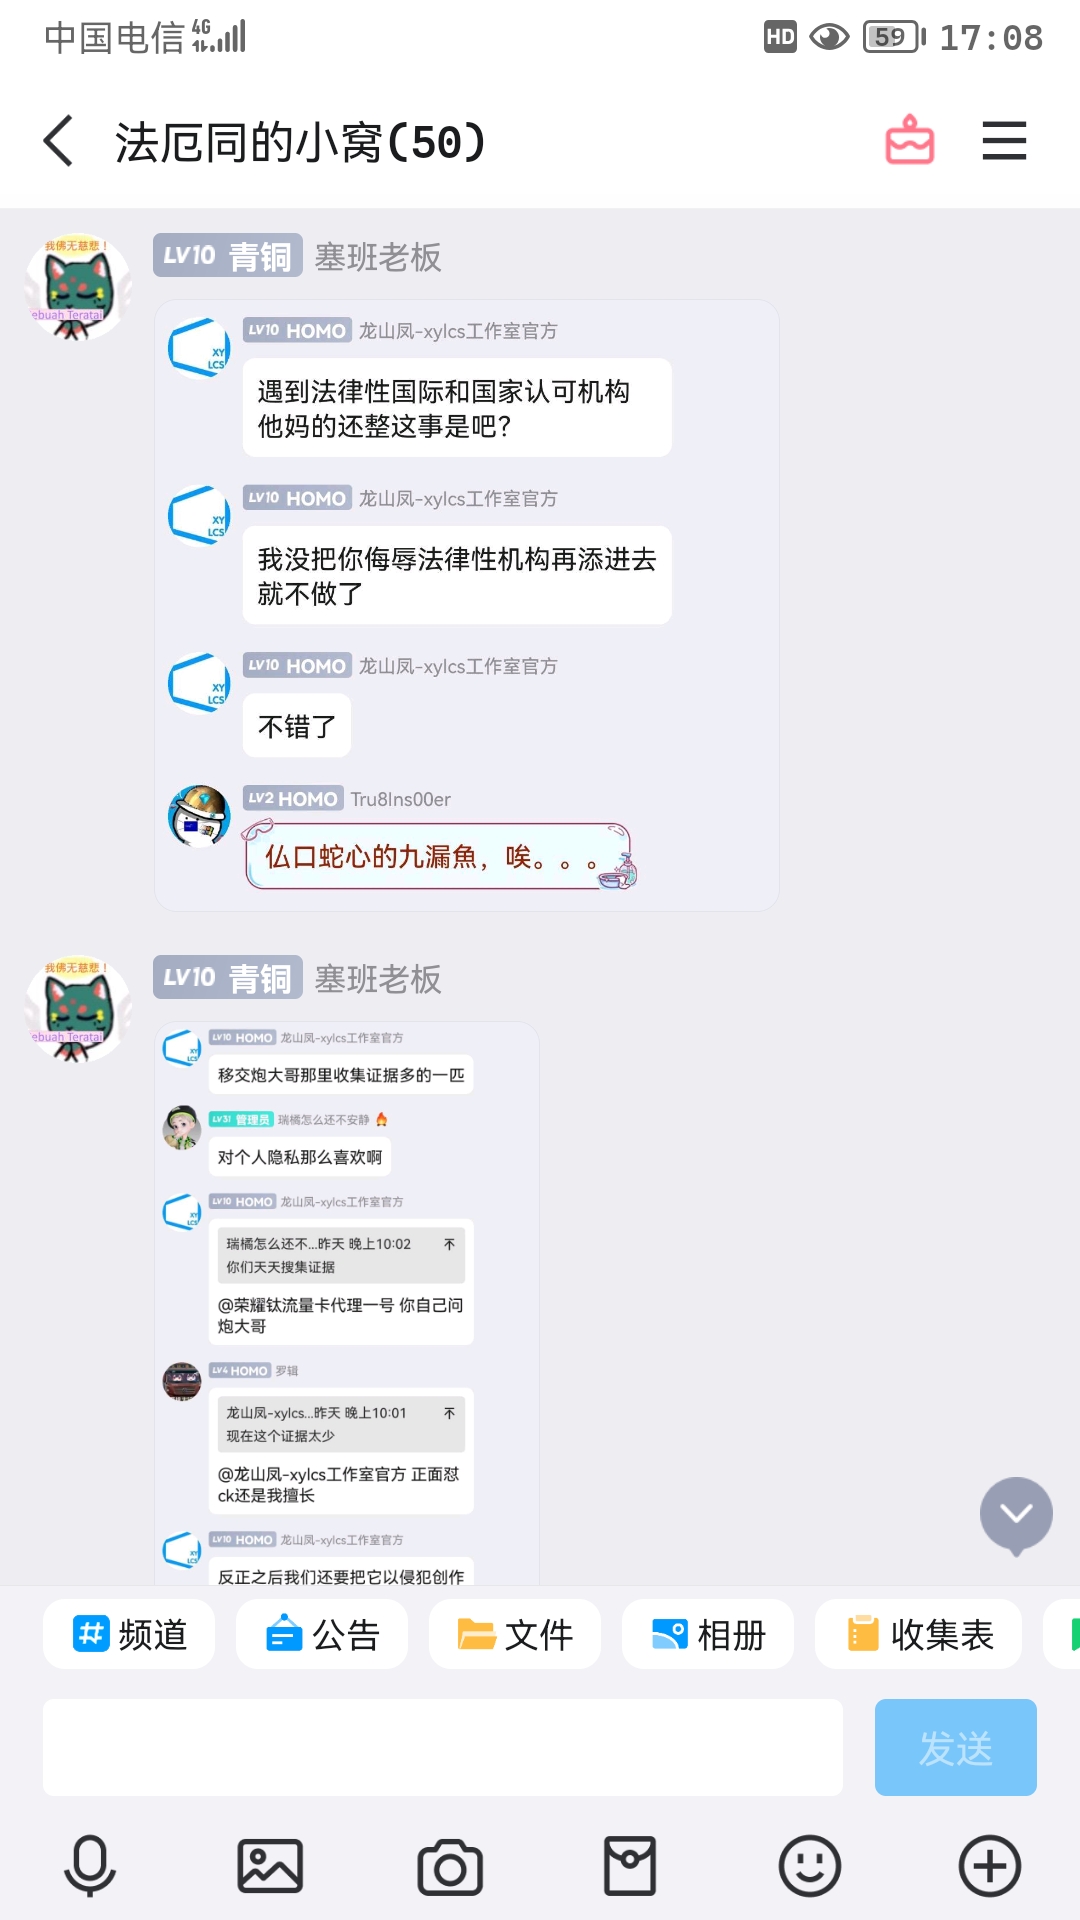 中国电信 4G HD 59 17:08
法厄同的小窝(50)
我佛无慈悲！
ebuah Teratai
LV10 青铜 塞班老板
XY
LCS
LV10 HOMO 龙山凤-xylcs工作室官方
遇到法律性国际和国家认可机构
他妈的还整这事是吧？
XY
LCS
LV10 HOMO 龙山凤-xylcs工作室官方
我没把你侮辱法律性机构再添进去
就不做了
XY
LCS
LV10 HOMO 龙山凤-xylcs工作室官方
不错了
LV2 HOMO Tru8lns00er
仏口蛇心的九漏魚，唉。。。
我佛无慈悲！
ebuah Teratai
LV10 青铜 塞班老板
XY
LCS
LV10 HOMO 龙山凤-xylcs工作室官方
移交炮大哥那里收集证据多的一匹
LV31 管理员 瑞橘怎么还不安静
对个人隐私那么喜欢啊
XY
LCS
LV10 HOMO 龙山凤-xylcs工作室官方
瑞橘怎么还不...昨天 晚上10:02
你们天天搜集证据
@荣耀钛流量卡代理一号 你自己问
炮大哥
LV4 HOMO 罗辑
龙山凤-xylcs...昨天 晚上10:01
现在这个证据太少
@龙山凤-xylcs工作室官方 正面怼
ck还是我擅长
XY
LCS
LV10 HOMO 龙山凤-xylcs工作室官方
反正之后我们还要把它以侵犯创作
频道 公告 文件 相册 收集表
发送